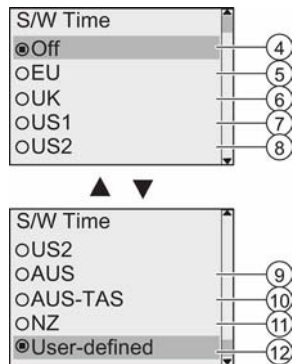 S/W Time
Off 4
EU 5
UK 6
US1 7
US2 8
S/W Time
US2
AUS 9
AUS-TAS 10
NZ 11
User-defined 12